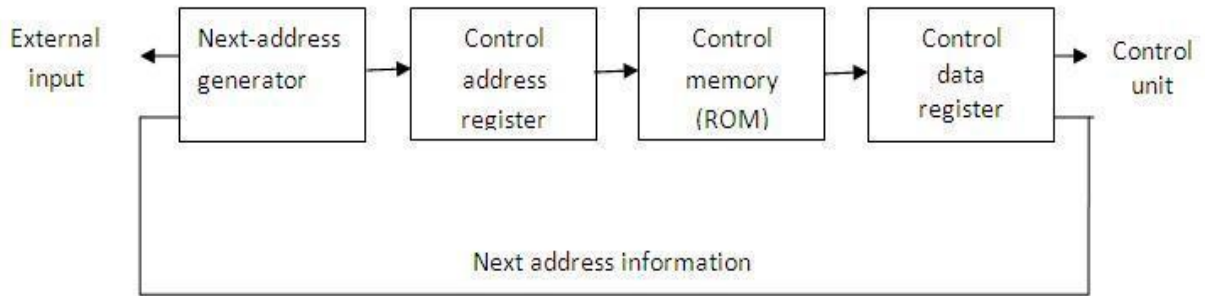 External
input
Next-address
generator
Control
address
register
Control
memory
(ROM)
Control
data
register
Control
unit
Next address information